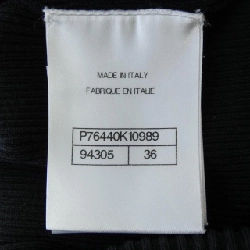 MADE IN ITALY
FABRIQUE EN ITALIE
P76440K10989
94305 36